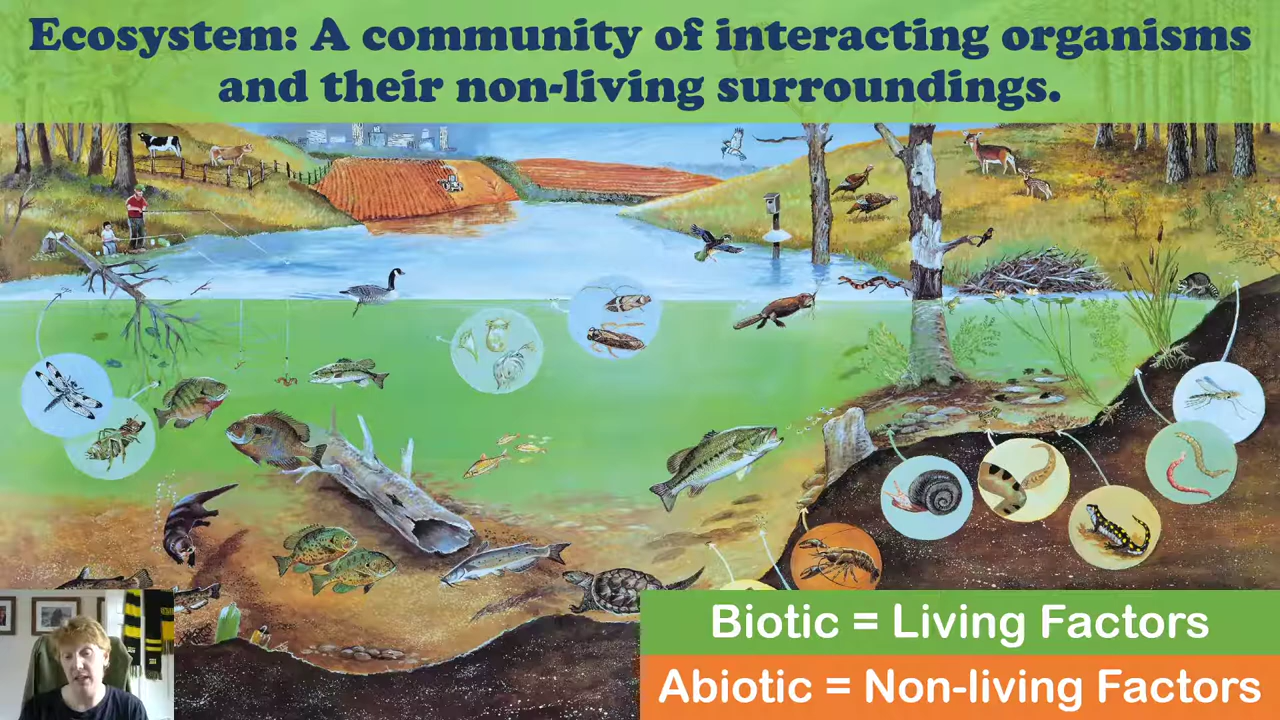 Ecosystem: A community of interacting organisms
and their non-living surroundings.
Biotic = Living Factors
Abiotic = Non-living Factors